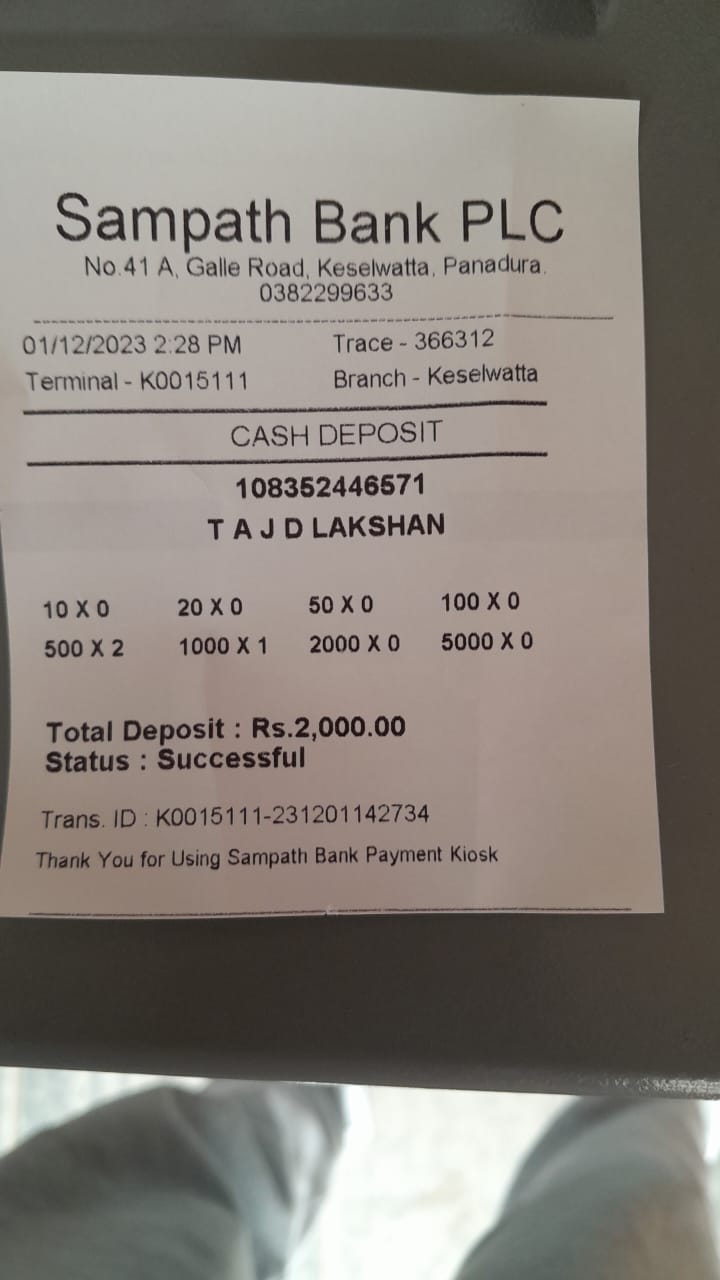 Sampath Bank PLC
No.41 A, Galle Road, Keselwatta, Panadura.
0382299633
01/12/2023 2:28 PM Trace - 366312
Terminal - K0015111 Branch - Keselwatta
CASH DEPOSIT
108352446571
T A J D LAKSHAN
10 X 0 20 X 0 50 X 0 100 X 0
500 X 2 1000 X 1 2000 X 0 5000 X 0
Total Deposit : Rs.2,000.00
Status : Successful
Trans. ID : K0015111-231201142734
Thank You for Using Sampath Bank Payment Kiosk